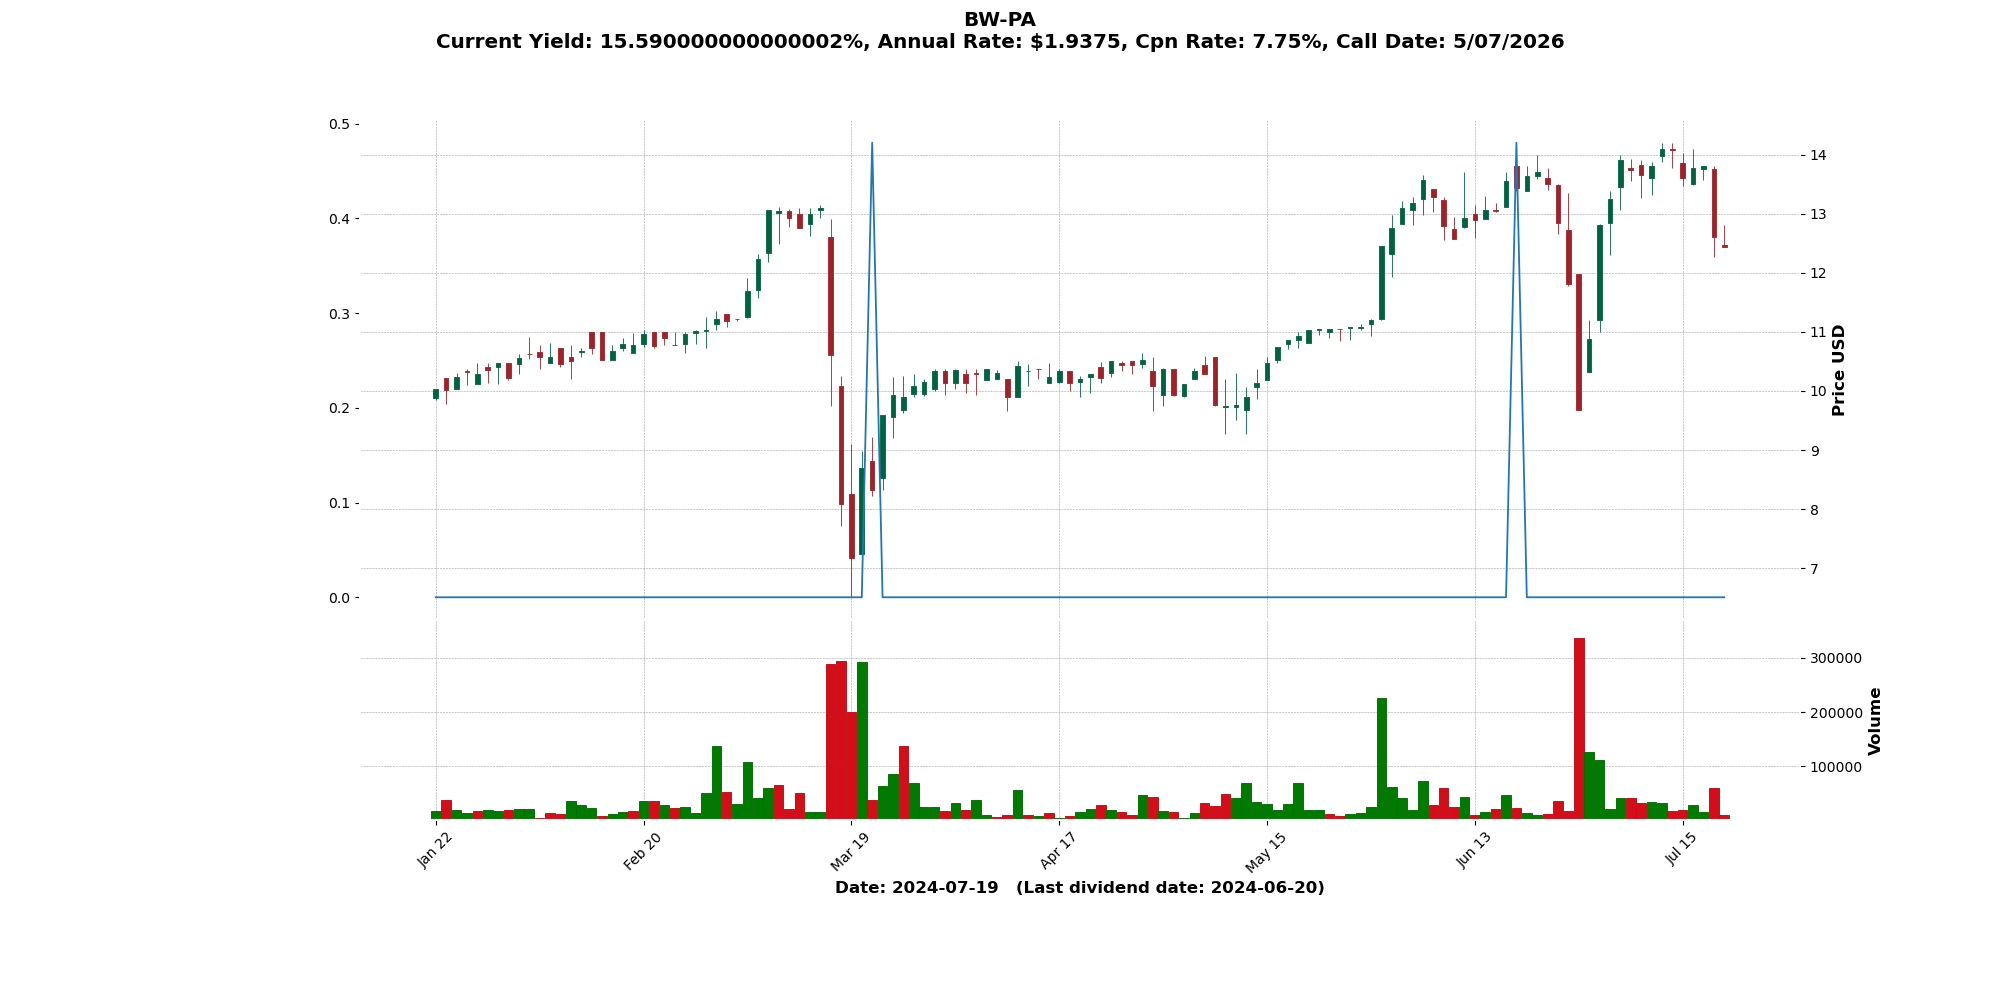 BW-PA
Current Yield: 15.590000000000002%, Annual Rate: $1.9375, Cpn Rate: 7.75%, Call Date: 5/07/2026
0.5
0.4
0.3
0.2
0.1
0.0
14
13
12
11
10
9
8
7
Price USD
300000
200000
100000
Volume
Jan 22
Feb 20
Mar 19
Apr 17
May 15
Jun 13
Jul 15
Date: 2024-07-19 (Last dividend date: 2024-06-20)